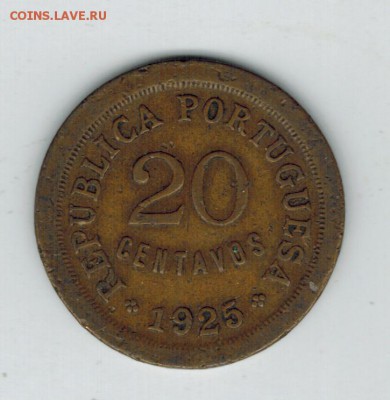 COINS.LAVE.RU
REPUBLICA PORTUGUESA
20
CENTAVOS
1925